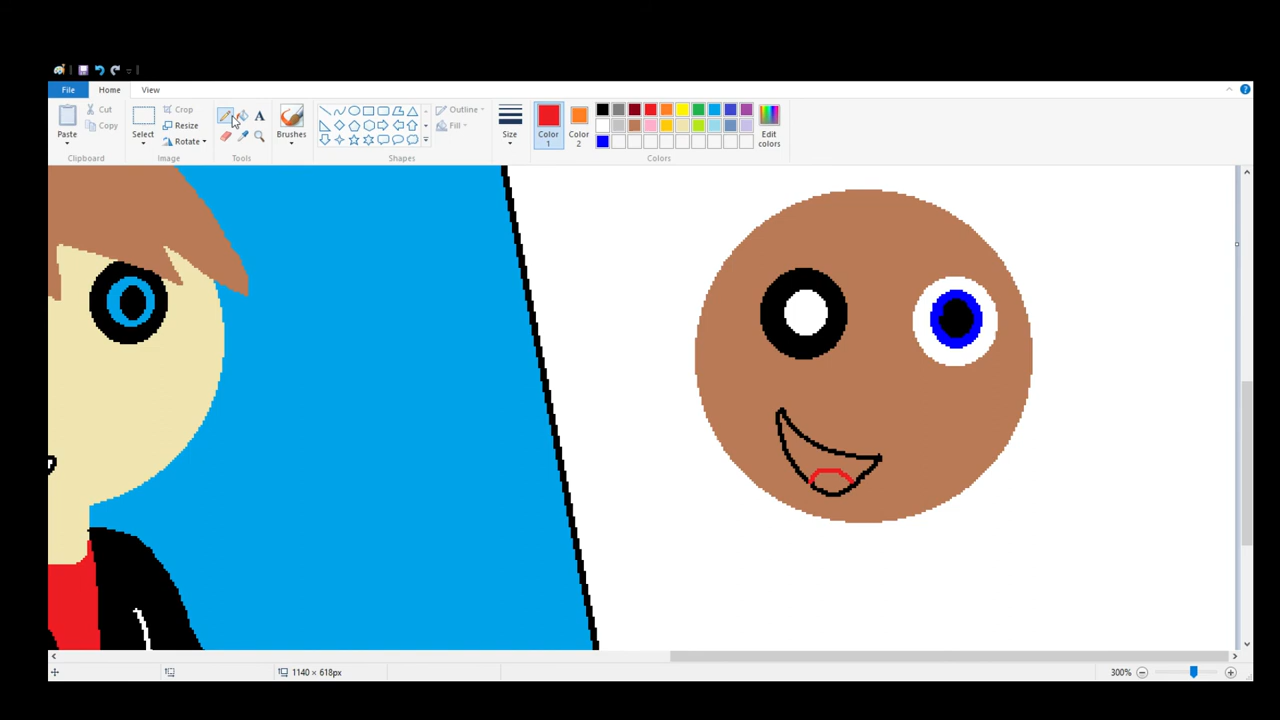 File Home View
Paste
Cut
Copy
Clipboard
Select
Crop
Resize
Rotate
Image
A
Tools
Brushes
Shapes
Outline
Fill
Size
Color 1
Color 2
Edit colors
Colors
1140 × 618px
300%